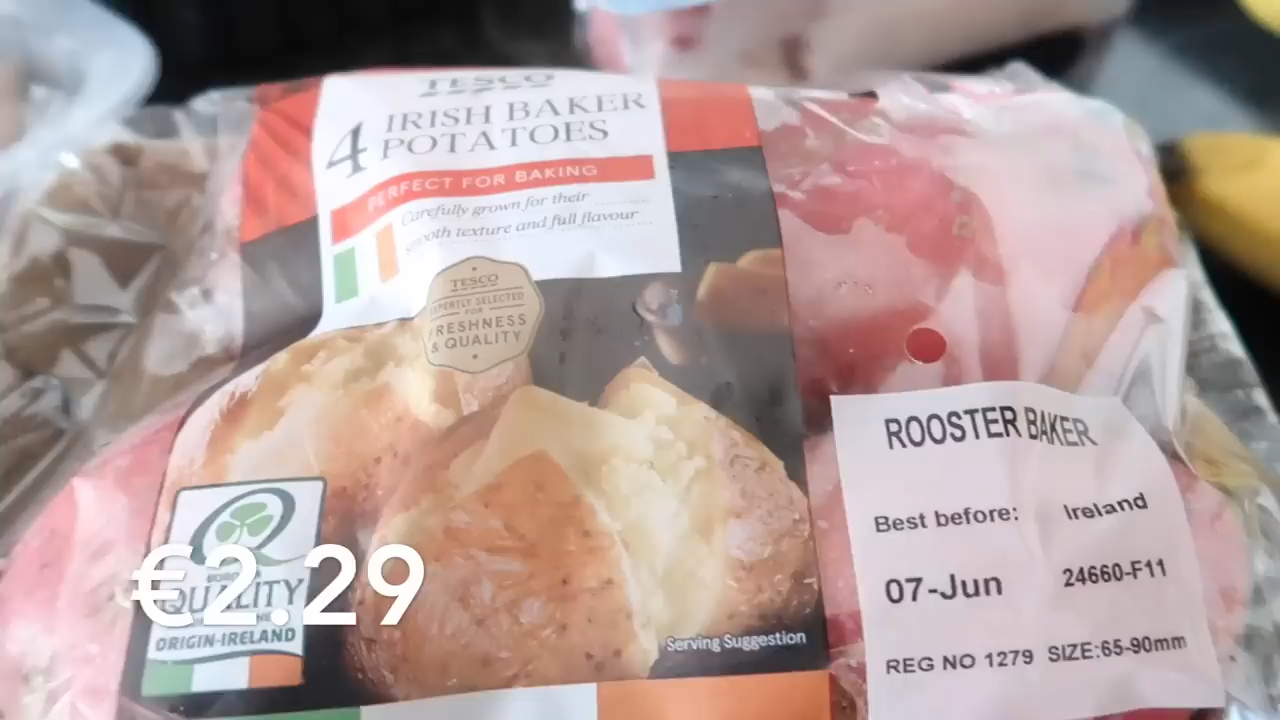 TESCO
4 IRISH BAKER
POTATOES
PERFECT FOR BAKING
Carefully grown for their
smooth texture and full flavour
TESCO
EXPERTLY SELECTED
FOR
FRESHNESS
& QUALITY
ROOSTER BAKER
Best before: Ireland
07-Jun 24660-F11
REG NO 1279 SIZE:65-90mm
QUALITY
ORIGIN-IRELAND
€2.29
Serving Suggestion